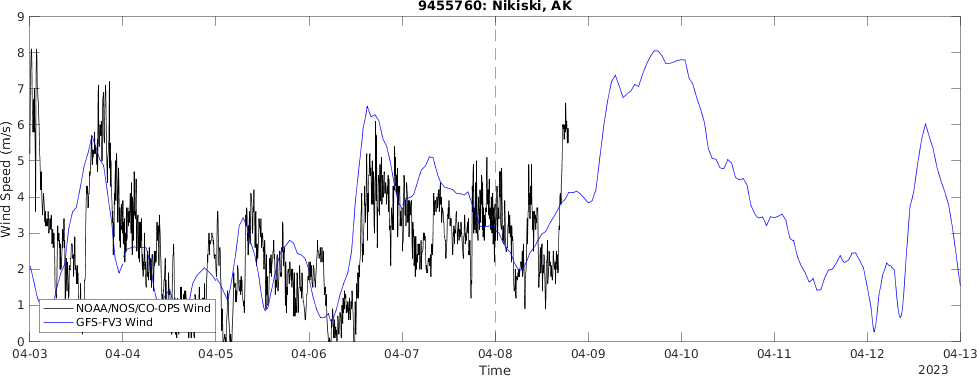 9455760: Nikiski, AK
Wind Speed (m/s)
9
8
7
6
5
4
3
2
1
0
NOAA/NOS/CO-OPS Wind
GFS-FV3 Wind
04-03 04-04 04-05 04-06 04-07 04-08 04-09 04-10 04-11 04-12 04-13
Time
2023